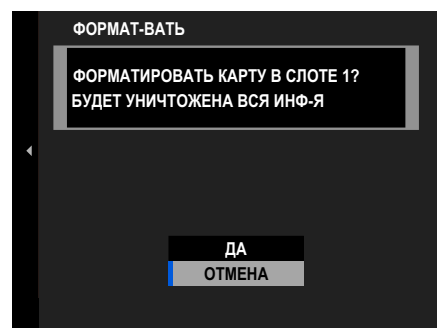 ФОРМАТ-ВАТЬ
ФОРМАТИРОВАТЬ КАРТУ В СЛОТЕ 1?
БУДЕТ УНИЧТОЖЕНА ВСЯ ИНФ-Я
ДА
ОТМЕНА